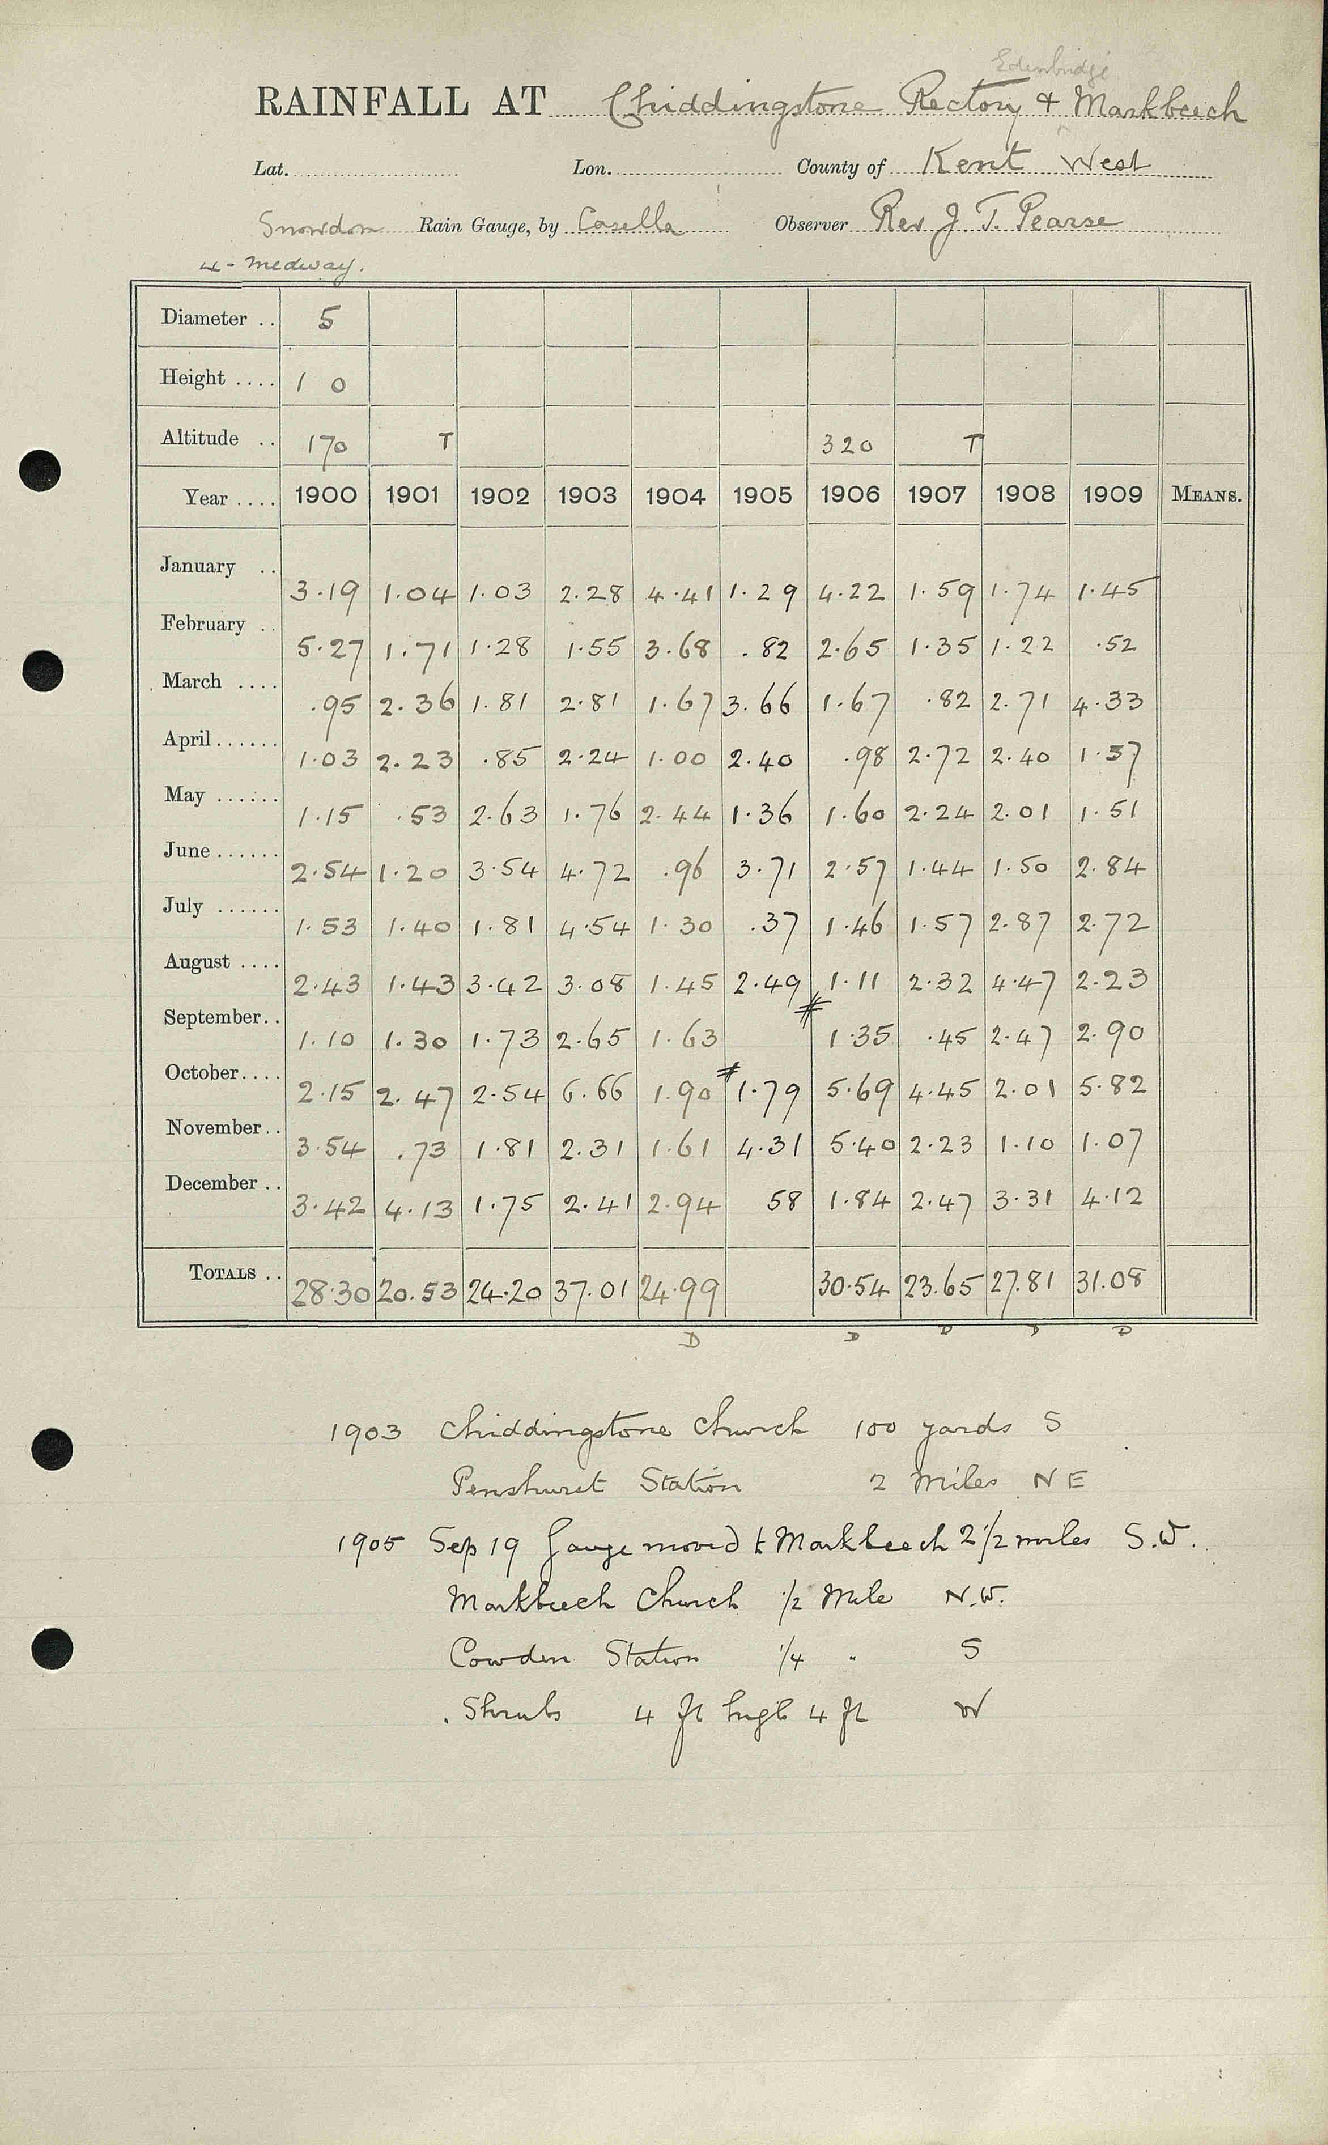 Edenbridge
RAINFALL AT Chiddingstone Rectory & Markbeech
Lat. Lon. County of Kent West
Snowdon Rain Gauge, by Casella Observer Rev J. T. Pearse
4 - Medway.
Diameter .. 5
Height .... 1 0
Altitude .. 170 T 320 T
Year .... 1900 1901 1902 1903 1904 1905 1906 1907 1908 1909 MEANS.
January .. 3.19 1.04 1.03 2.28 4.41 1.29 4.22 1.59 1.74 1.45
February .. 5.27 1.71 1.28 1.55 3.68 .82 2.65 1.35 1.22 .52
March .... .95 2.36 1.81 2.81 1.67 3.66 1.67 .82 2.71 4.33
April...... 1.03 2.23 .85 2.24 1.00 2.40 .98 2.72 2.40 1.57
May ...... 1.15 .53 2.63 1.76 2.44 1.36 1.60 2.24 2.01 1.51
June...... 2.54 1.20 3.54 4.72 .96 3.71 2.57 1.44 1.50 2.84
July ...... 1.53 1.40 1.81 4.54 1.30 .37 1.46 1.57 2.87 2.72
August .... 2.43 1.43 3.42 3.08 1.45 2.49 1.11 2.32 4.47 2.23
September.. 1.10 1.30 1.73 2.65 1.63 # 1.35 .45 2.47 2.90
October.... 2.15 2.47 2.54 6.66 1.90 # 1.79 5.69 4.45 2.01 5.82
November.. 3.54 .73 1.81 2.31 1.61 4.31 5.40 2.23 1.10 1.07
December .. 3.42 4.13 1.75 2.41 2.94 58 1.84 2.47 3.31 4.12
TOTALS .. 28.30 20.53 24.20 37.01 24.99 30.54 23.65 27.81 31.08
D D D D D
1903 Chiddingstone Church 100 yards S
Penshurst Station 2 Miles N E
1905 Sep 19 Gauge moved to Markbeech 2 1/2 miles S.W.
Markbeech Church 1/2 Mile N.W.
Cowden Station 1/4 " S
Shrubs 4 ft high 4 ft W